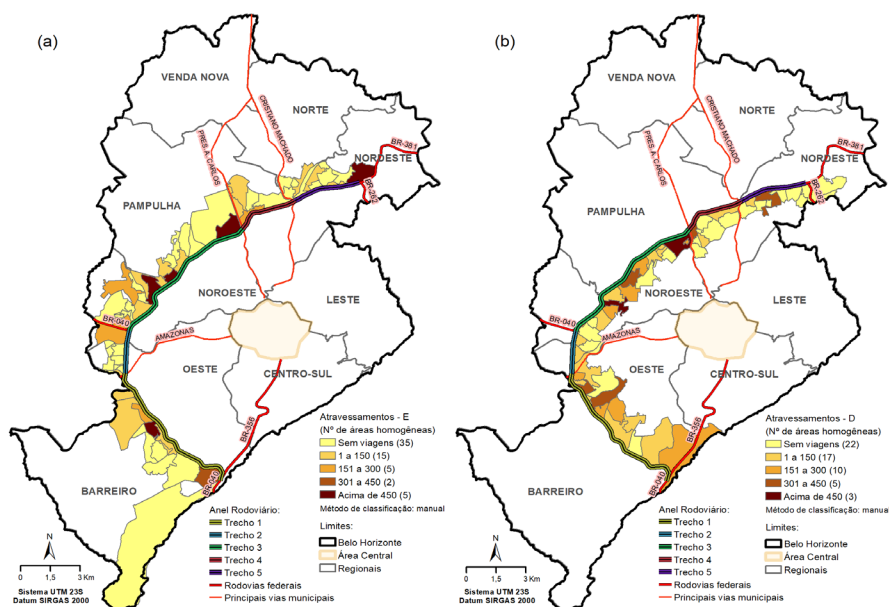 (a)
VENDA NOVA
NORTE
CRISTIANO MACHADO
PRES. A. CARLOS
BR-381
NORDESTE
BR-262
PAMPULHA
NOROESTE
LESTE
BR-040
AMAZONAS
OESTE
CENTRO-SUL
BR-356
BR-040
BARREIRO
Atravessamentos - E
(Nº de áreas homogêneas)
Sem viagens (35)
1 a 150 (15)
151 a 300 (5)
301 a 450 (2)
Acima de 450 (5)
Método de classificação: manual
Anel Rodoviário:
Trecho 1
Trecho 2
Trecho 3
Trecho 4
Trecho 5
Rodovias federais
Principais vias municipais
Limites:
Belo Horizonte
Área Central
Regionais
N
0 1,5 3 Km
Sistema UTM 23S
Datum SIRGAS 2000
(b)
VENDA NOVA
NORTE
CRISTIANO MACHADO
PRES. A. CARLOS
BR-381
NORDESTE
BR-262
PAMPULHA
NOROESTE
LESTE
BR-040
AMAZONAS
OESTE
CENTRO-SUL
BR-356
BR-040
BARREIRO
Atravessamentos - D
(Nº de áreas homogêneas)
Sem viagens (22)
1 a 150 (17)
151 a 300 (10)
301 a 450 (5)
Acima de 450 (3)
Método de classificação: manual
Anel Rodoviário:
Trecho 1
Trecho 2
Trecho 3
Trecho 4
Trecho 5
Rodovias federais
Principais vias municipais
Limites:
Belo Horizonte
Área Central
Regionais
N
0 1,5 3 Km
Sistema UTM 23S
Datum SIRGAS 2000